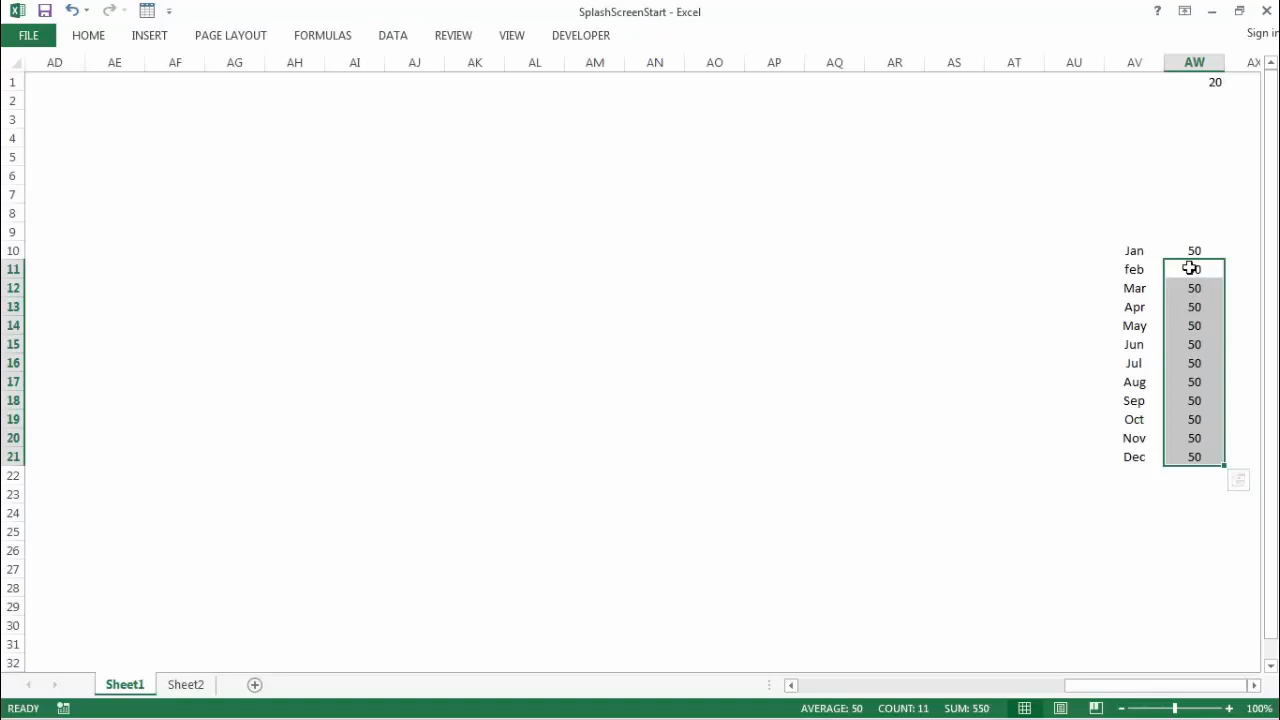 SplashScreenStart - Excel
?
FILE HOME INSERT PAGE LAYOUT FORMULAS DATA REVIEW VIEW DEVELOPER
Sign in
AD AE AF AG AH AI AJ AK AL AM AN AO AP AQ AR AS AT AU AV AW AX
1 20
2
3
4
5
6
7
8
9
10 Jan 50
11 feb
12 Mar 50
13 Apr 50
14 May 50
15 Jun 50
16 Jul 50
17 Aug 50
18 Sep 50
19 Oct 50
20 Nov 50
21 Dec 50
22
23
24
25
26
27
28
29
30
31
32
Sheet1 Sheet2
READY AVERAGE: 50 COUNT: 11 SUM: 550 100%